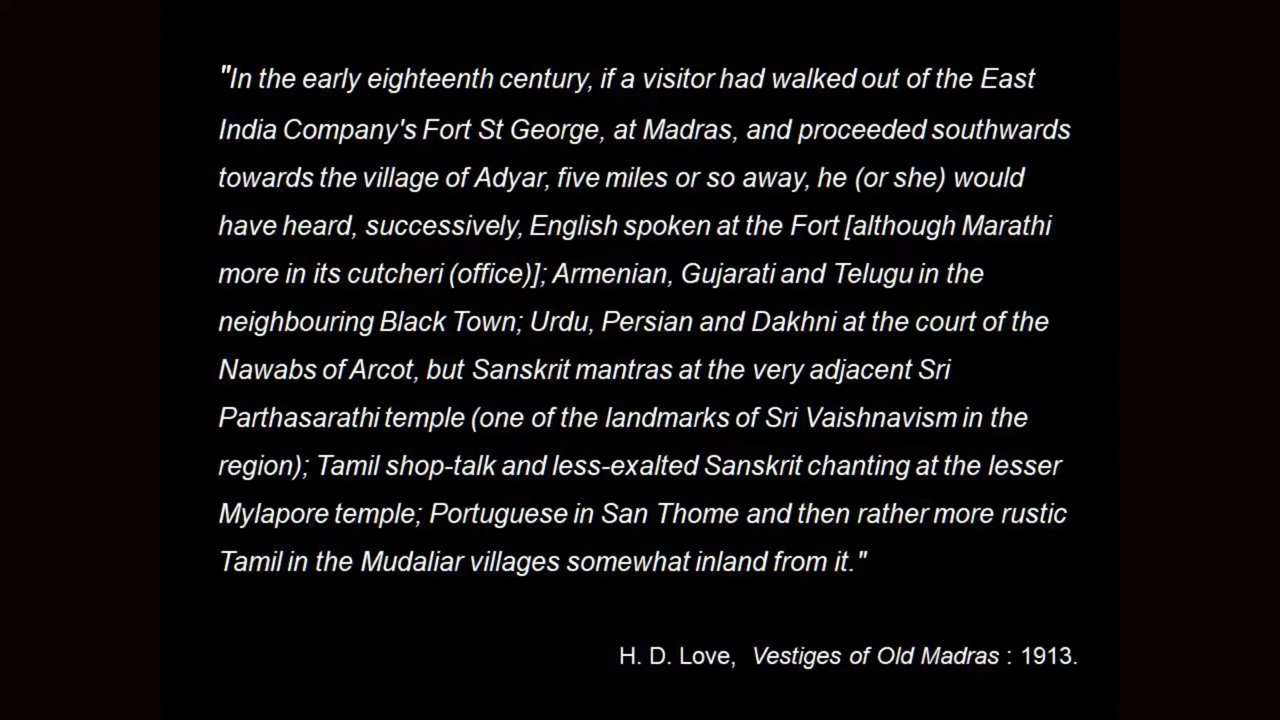 "In the early eighteenth century, if a visitor had walked out of the East
India Company's Fort St George, at Madras, and proceeded southwards
towards the village of Adyar, five miles or so away, he (or she) would
have heard, successively, English spoken at the Fort [although Marathi
more in its cutcheri (office)]; Armenian, Gujarati and Telugu in the
neighbouring Black Town; Urdu, Persian and Dakhni at the court of the
Nawabs of Arcot, but Sanskrit mantras at the very adjacent Sri
Parthasarathi temple (one of the landmarks of Sri Vaishnavism in the
region); Tamil shop-talk and less-exalted Sanskrit chanting at the lesser
Mylapore temple; Portuguese in San Thome and then rather more rustic
Tamil in the Mudaliar villages somewhat inland from it."
H. D. Love, Vestiges of Old Madras : 1913.